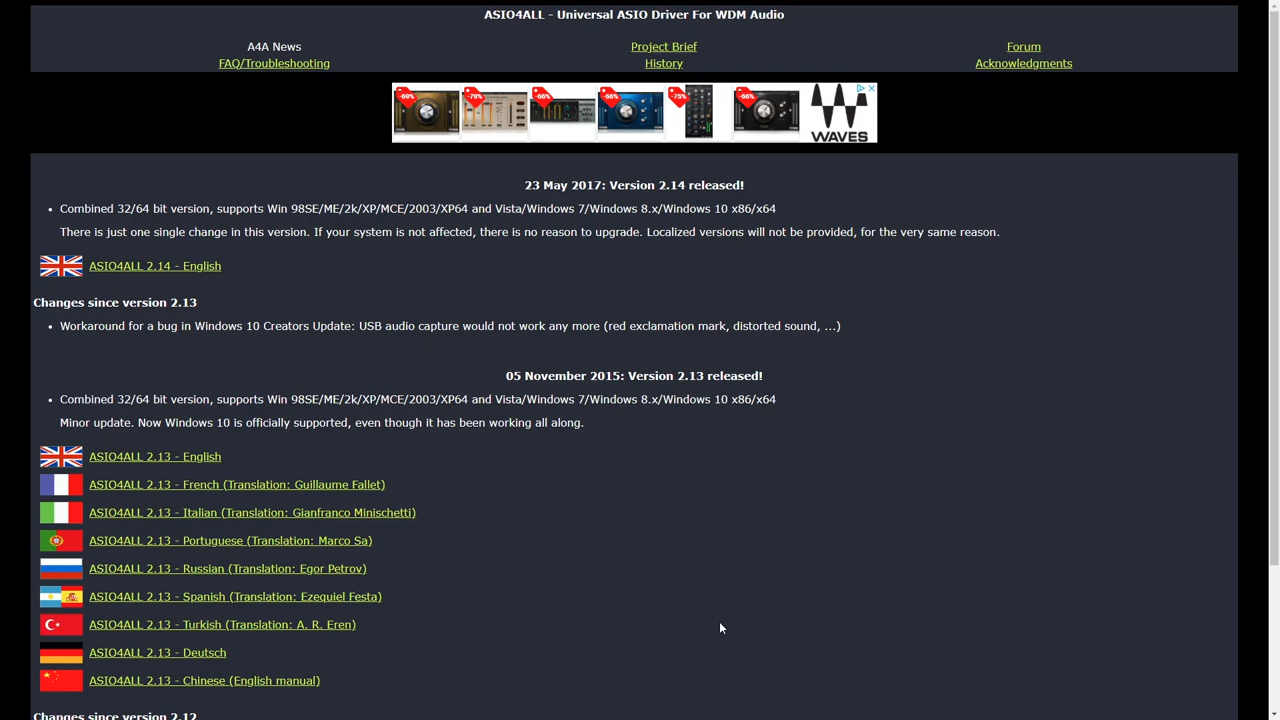 ASIO4ALL - Universal ASIO Driver For WDM Audio
A4A News
Project Brief
Forum
FAQ/Troubleshooting
History
Acknowledgments
-69%
-79%
-66%
-66%
-75%
-66%
WAVES
23 May 2017: Version 2.14 released!
• Combined 32/64 bit version, supports Win 98SE/ME/2k/XP/MCE/2003/XP64 and Vista/Windows 7/Windows 8.x/Windows 10 x86/x64
There is just one single change in this version. If your system is not affected, there is no reason to upgrade. Localized versions will not be provided, for the very same reason.
ASIO4ALL 2.14 - English
Changes since version 2.13
• Workaround for a bug in Windows 10 Creators Update: USB audio capture would not work any more (red exclamation mark, distorted sound, ...)
05 November 2015: Version 2.13 released!
• Combined 32/64 bit version, supports Win 98SE/ME/2k/XP/MCE/2003/XP64 and Vista/Windows 7/Windows 8.x/Windows 10 x86/x64
Minor update. Now Windows 10 is officially supported, even though it has been working all along.
ASIO4ALL 2.13 - English
ASIO4ALL 2.13 - French (Translation: Guillaume Fallet)
ASIO4ALL 2.13 - Italian (Translation: Gianfranco Minischetti)
ASIO4ALL 2.13 - Portuguese (Translation: Marco Sa)
ASIO4ALL 2.13 - Russian (Translation: Egor Petrov)
ASIO4ALL 2.13 - Spanish (Translation: Ezequiel Festa)
ASIO4ALL 2.13 - Turkish (Translation: A. R. Eren)
ASIO4ALL 2.13 - Deutsch
ASIO4ALL 2.13 - Chinese (English manual)
Changes since version 2.12